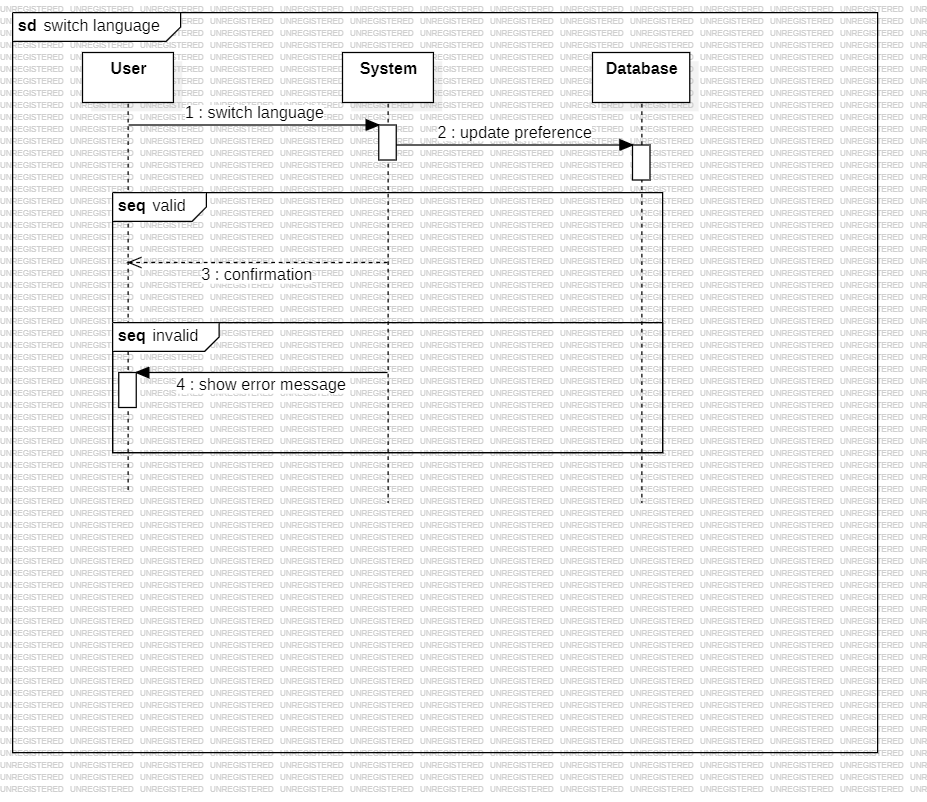 sd switch language
User
System
Database
1 : switch language
2 : update preference
seq valid
3 : confirmation
seq invalid
4 : show error message
UNREGISTERED